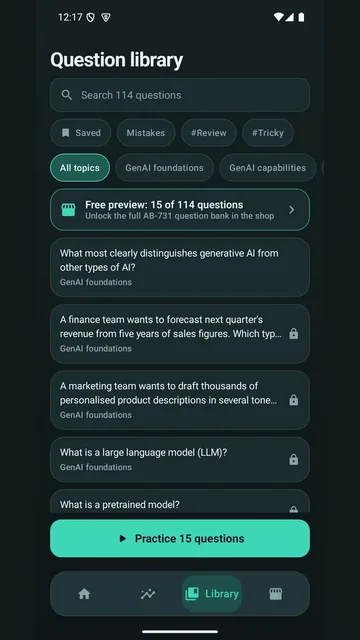 12:17
Question library
Search 114 questions
Saved
Mistakes
#Review
#Tricky
All topics
GenAI foundations
GenAI capabilities
Free preview: 15 of 114 questions
Unlock the full AB-731 question bank in the shop
What most clearly distinguishes generative AI from
other types of AI?
GenAI foundations
A finance team wants to forecast next quarter's
revenue from five years of sales figures. Which typ...
GenAI foundations
A marketing team wants to draft thousands of
personalised product descriptions in several tone...
GenAI foundations
What is a large language model (LLM)?
GenAI foundations
What is a pretrained model?
Practice 15 questions
Library